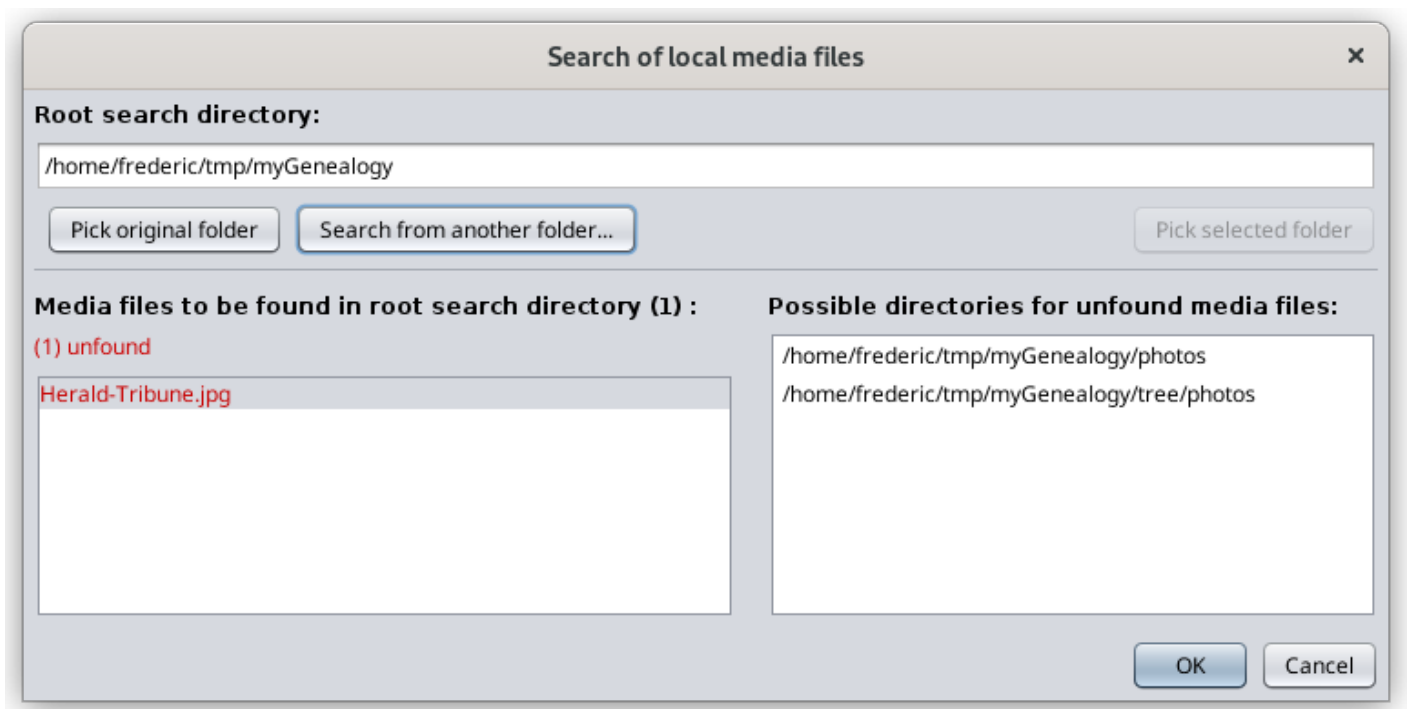 Search of local media files ×
Root search directory:
/home/frederic/tmp/myGenealogy
Pick original folder Search from another folder... Pick selected folder
Media files to be found in root search directory (1) :
(1) unfound
Herald-Tribune.jpg
Possible directories for unfound media files:
/home/frederic/tmp/myGenealogy/photos
/home/frederic/tmp/myGenealogy/tree/photos
OK Cancel